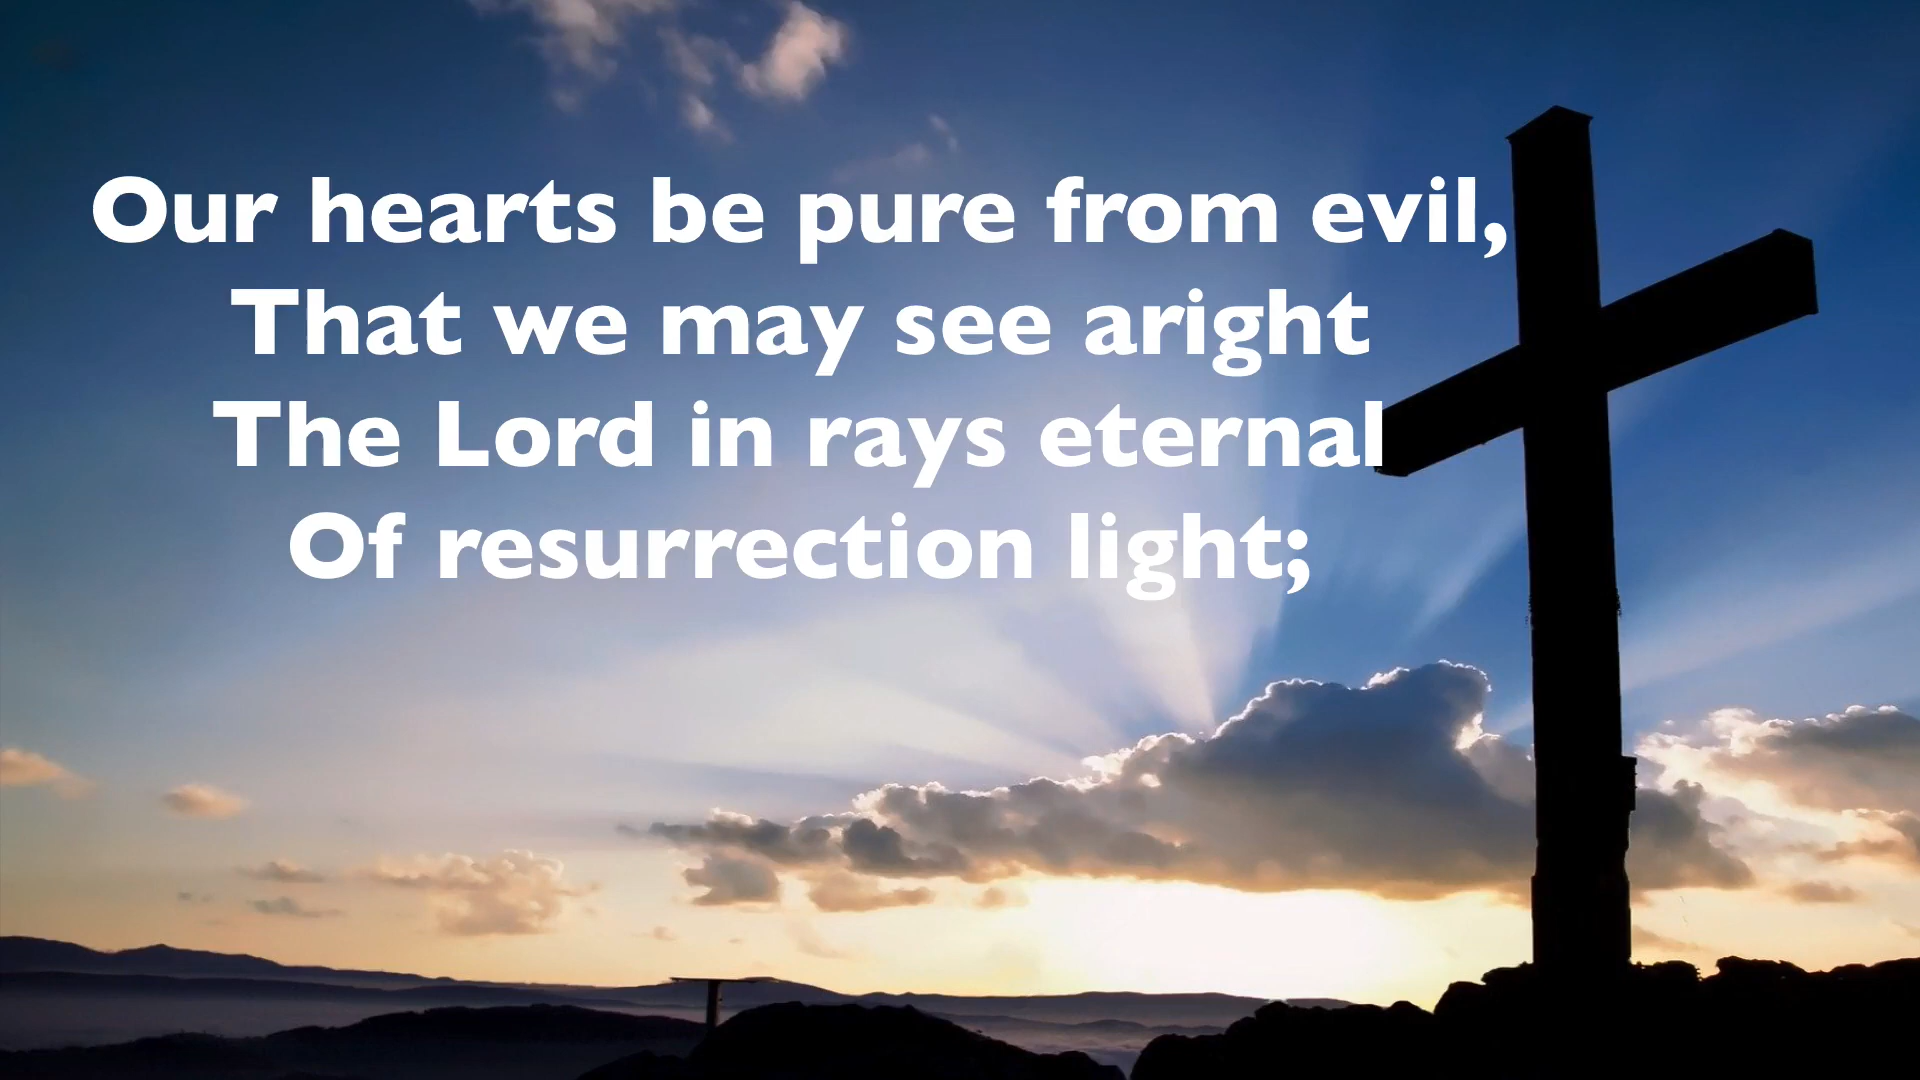 Our hearts be pure from evil,
That we may see aright
The Lord in rays eternal
Of resurrection light;